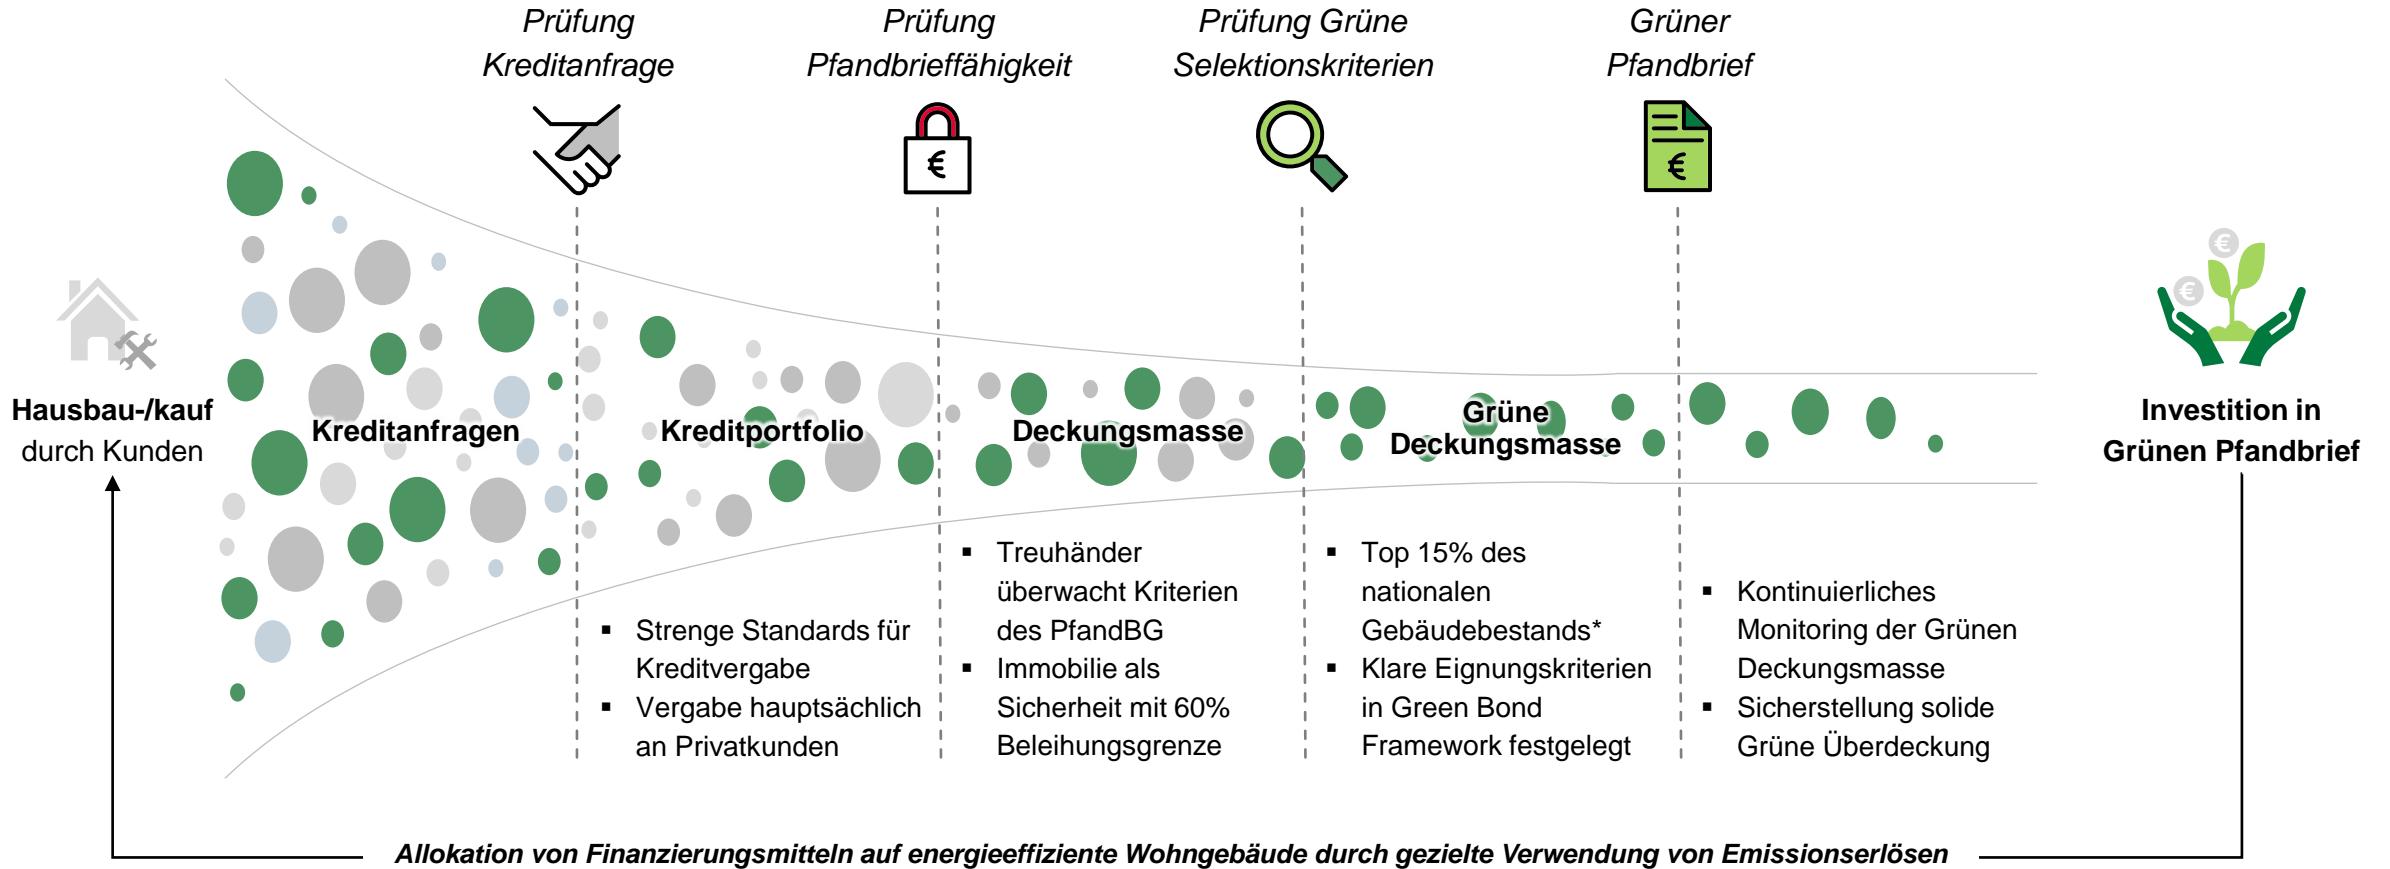 Prüfung
Kreditanfrage
Prüfung
Pfandbrieffähigkeit
Prüfung Grüne
Selektionskriterien
Grüner
Pfandbrief
€
€
€
€
Hausbau-/kauf
durch Kunden
Kreditanfragen
Kreditportfolio
Deckungsmasse
Grüne
Deckungsmasse
Investition in
Grünen Pfandbrief
▪ Strenge Standards für
Kreditvergabe
▪ Vergabe hauptsächlich
an Privatkunden
▪ Treuhänder
überwacht Kriterien
des PfandBG
▪ Immobilie als
Sicherheit mit 60%
Beleihungsgrenze
▪ Top 15% des
nationalen
Gebäudebestands*
▪ Klare Eignungskriterien
in Green Bond
Framework festgelegt
▪ Kontinuierliches
Monitoring der Grünen
Deckungsmasse
▪ Sicherstellung solide
Grüne Überdeckung
Allokation von Finanzierungsmitteln auf energieeffiziente Wohngebäude durch gezielte Verwendung von Emissionserlösen